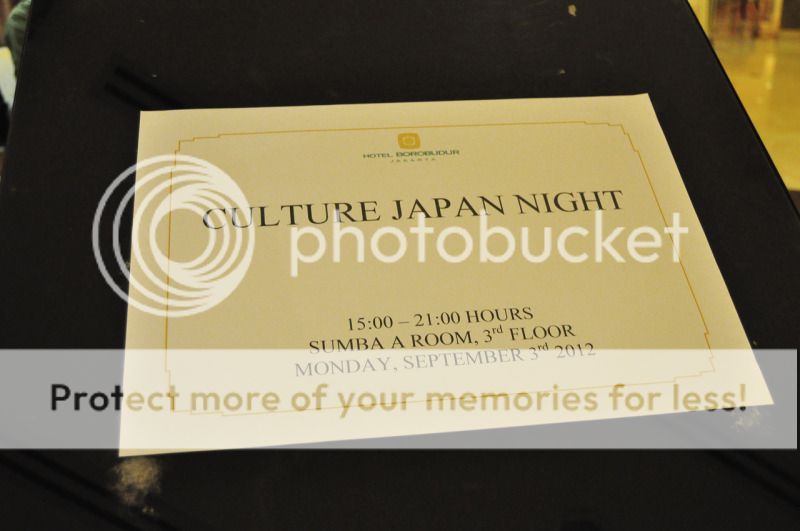 HOTEL BOROBUDUR
JAKARTA
CULTURE JAPAN NIGHT
photobucket
15:00 – 21:00 HOURS
SUMBA A ROOM, 3rd FLOOR
MONDAY, SEPTEMBER 3rd 2012
Protect more of your memories for less!